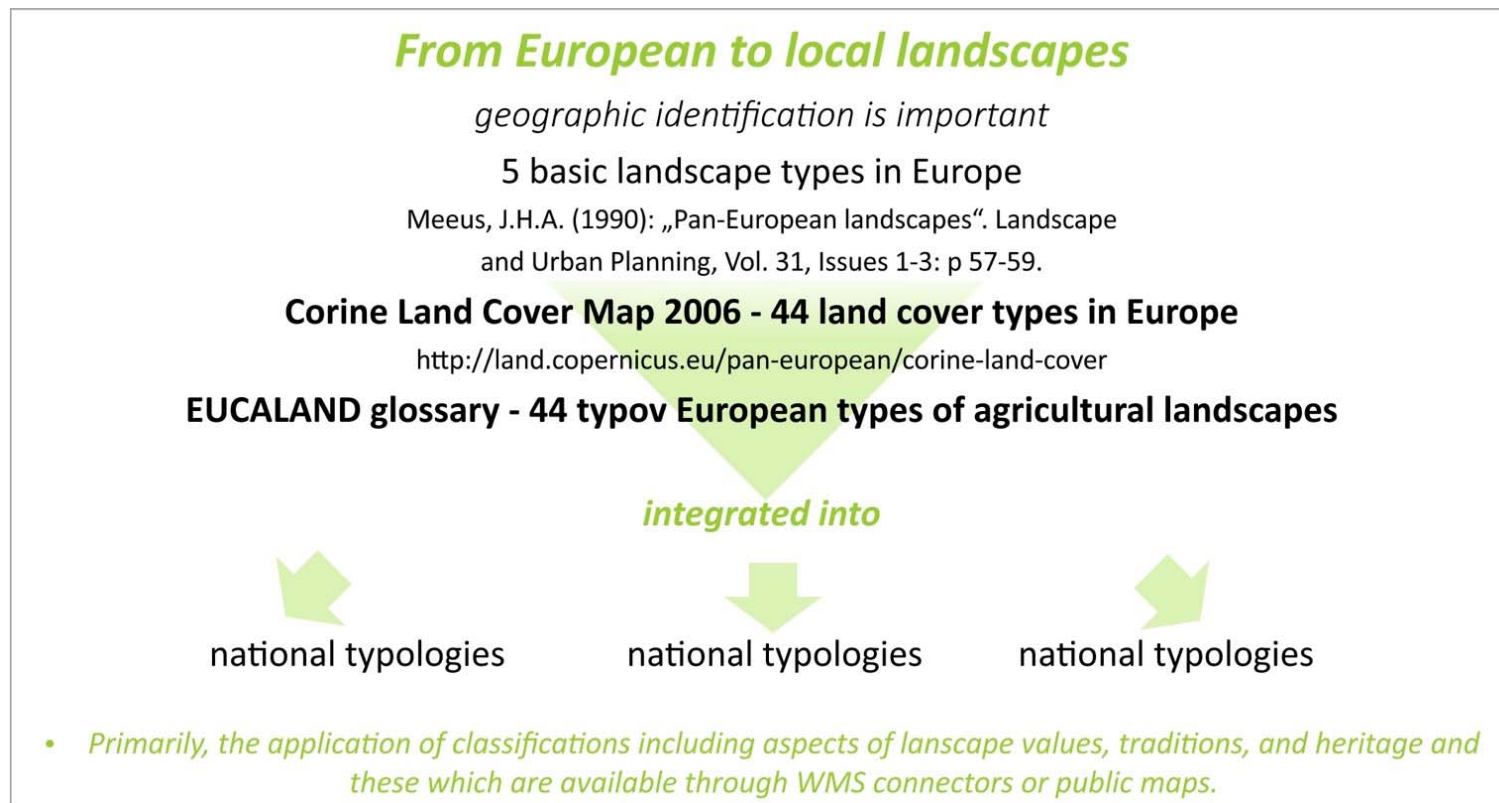 From European to local landscapes
geographic identification is important
5 basic landscape types in Europe
Meeus, J.H.A. (1990): „Pan-European landscapes“. Landscape
and Urban Planning, Vol. 31, Issues 1-3: p 57-59.
Corine Land Cover Map 2006 - 44 land cover types in Europe
http://land.copernicus.eu/pan-european/corine-land-cover
EUCALAND glossary - 44 typov European types of agricultural landscapes
integrated into
national typologies national typologies national typologies
• Primarily, the application of classifications including aspects of lanscape values, traditions, and heritage and
these which are available through WMS connectors or public maps.